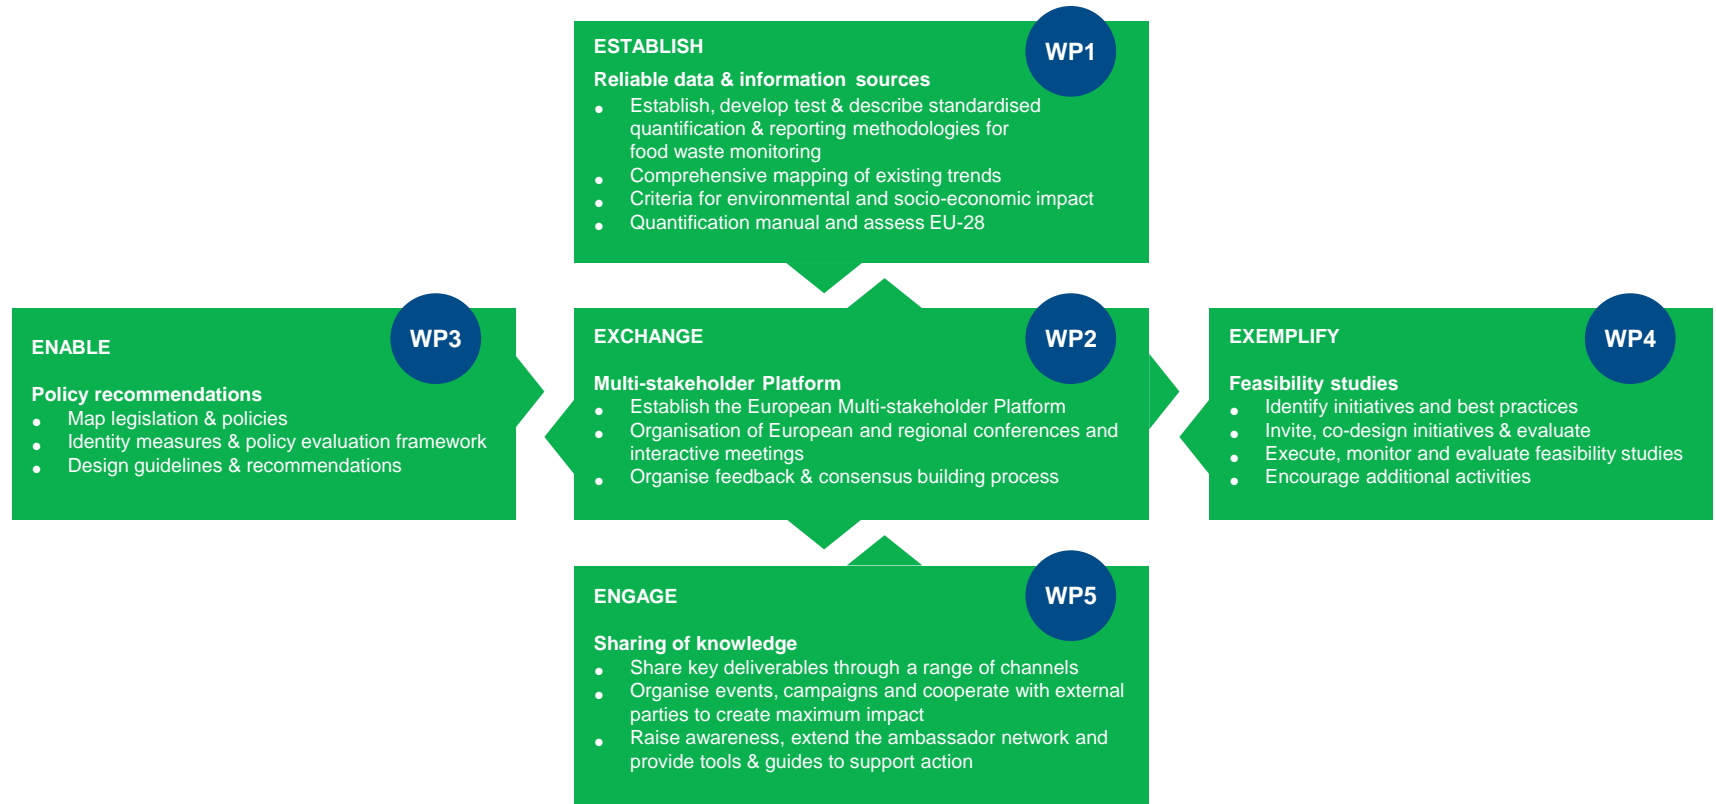 ESTABLISH
WP1
Reliable data & information sources
• Establish, develop test & describe standardised
quantification & reporting methodologies for
food waste monitoring
• Comprehensive mapping of existing trends
• Criteria for environmental and socio-economic impact
• Quantification manual and assess EU-28
ENABLE
WP3
Policy recommendations
• Map legislation & policies
• Identity measures & policy evaluation framework
• Design guidelines & recommendations
EXCHANGE
WP2
Multi-stakeholder Platform
• Establish the European Multi-stakeholder Platform
• Organisation of European and regional conferences and
interactive meetings
• Organise feedback & consensus building process
EXEMPLIFY
WP4
Feasibility studies
• Identify initiatives and best practices
• Invite, co-design initiatives & evaluate
• Execute, monitor and evaluate feasibility studies
• Encourage additional activities
ENGAGE
WP5
Sharing of knowledge
• Share key deliverables through a range of channels
• Organise events, campaigns and cooperate with external
parties to create maximum impact
• Raise awareness, extend the ambassador network and
provide tools & guides to support action